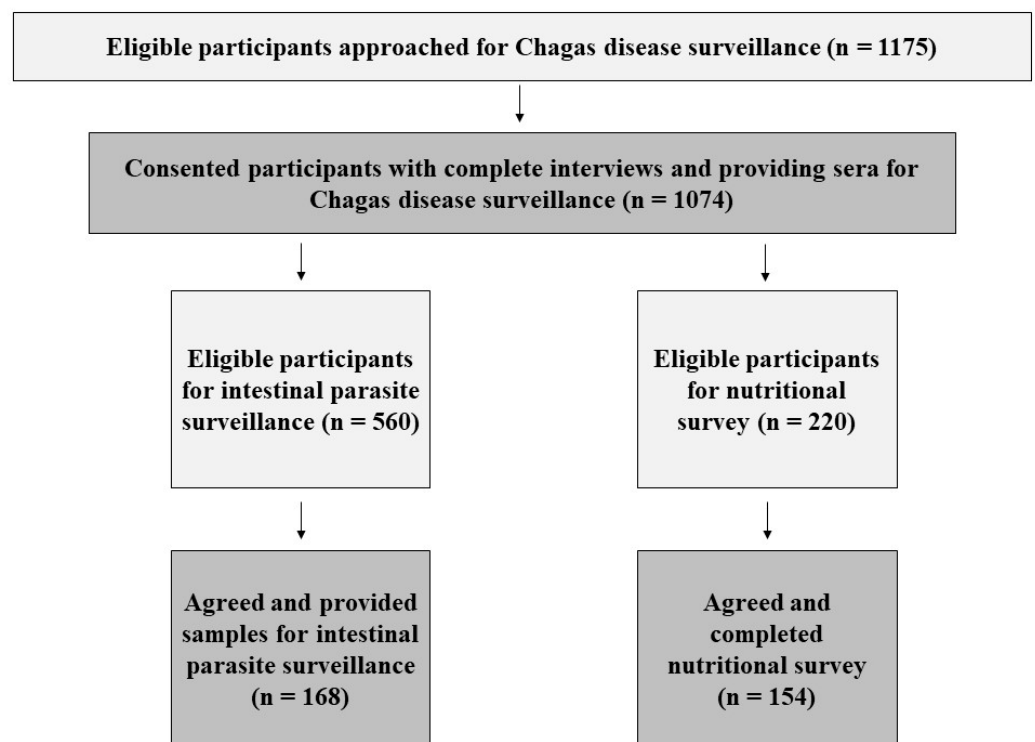 Eligible participants approached for Chagas disease surveillance (n = 1175)
Consented participants with complete interviews and providing sera for
Chagas disease surveillance (n = 1074)
Eligible participants
for intestinal parasite
surveillance (n = 560)
Eligible participants
for nutritional
survey (n = 220)
Agreed and provided
samples for intestinal
parasite surveillance
(n = 168)
Agreed and
completed
nutritional survey
(n = 154)